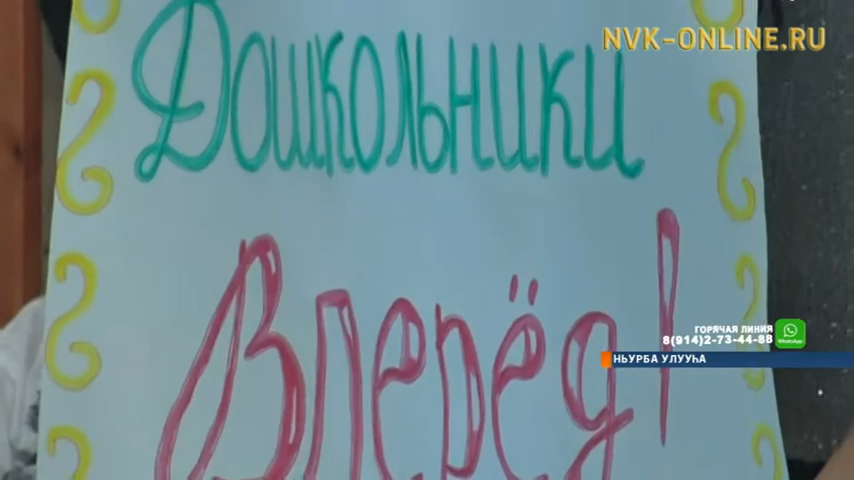 NVK-ONLINE.RU
Дошкольники
Вперёд!
ГОРЯЧАЯ ЛИНИЯ
8(914)2-73-44-88
WhatsApp
НЬУРБА УЛУУҺА